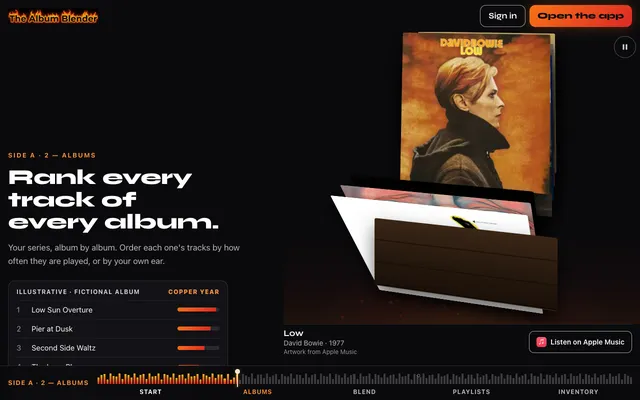 The Album Blender
Sign in
Open the app
DAVID BOWIE
LOW
SIDE A · 2 — ALBUMS
Rank every
track of
every album.
Your series, album by album. Order each one's tracks by how
often they are played, or by your own ear.
ILLUSTRATIVE · FICTIONAL ALBUM
COPPER YEAR
1 Low Sun Overture
2 Pier at Dusk
3 Second Side Waltz
Low
David Bowie · 1977
Artwork from Apple Music
Listen on Apple Music
SIDE A · 2 — ALBUMS
START
ALBUMS
BLEND
PLAYLISTS
INVENTORY